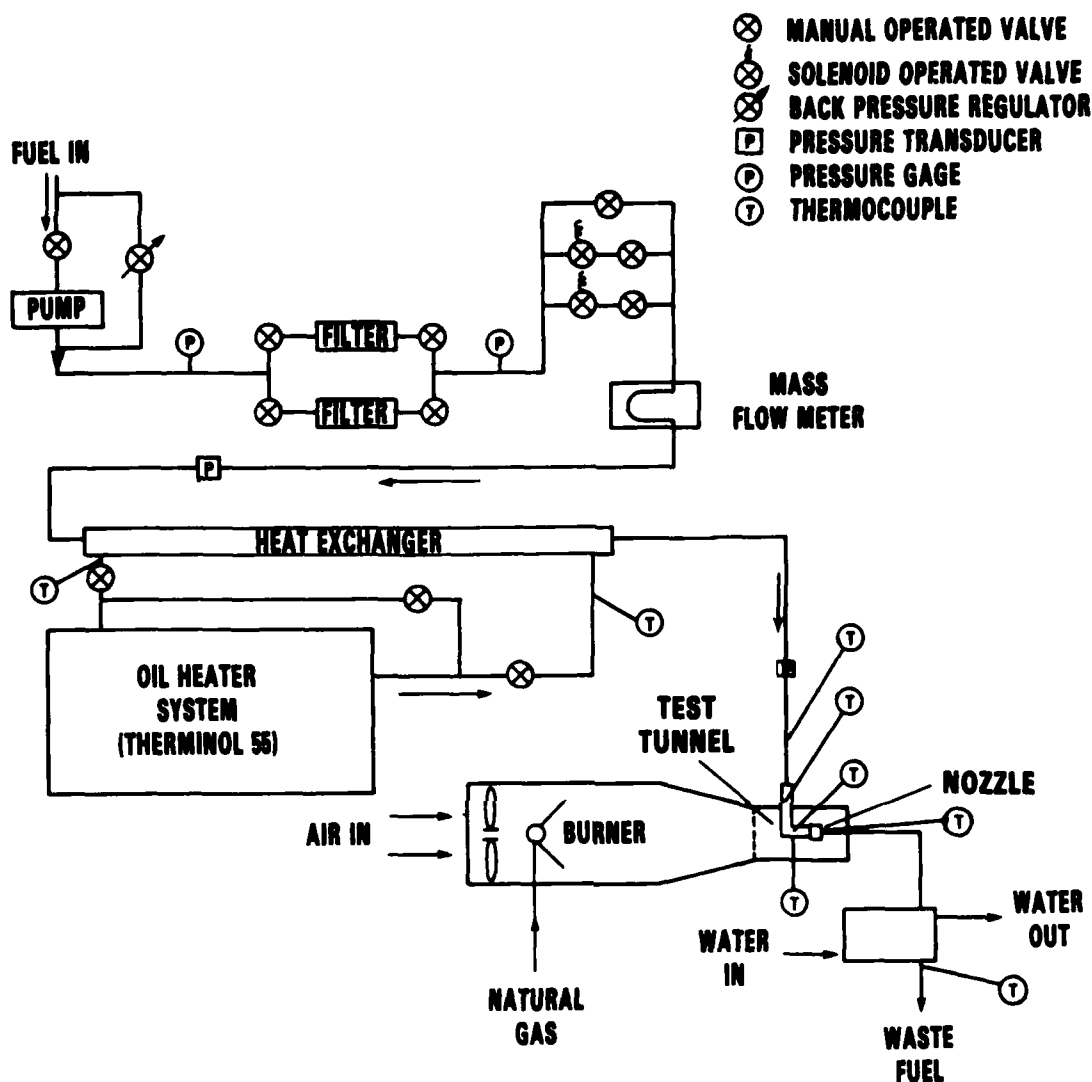 MANUAL OPERATED VALVE
SOLENOID OPERATED VALVE
BACK PRESSURE REGULATOR
P PRESSURE TRANSDUCER
P PRESSURE GAGE
T THERMOCOUPLE
FUEL IN
PUMP
P
FILTER
P
FILTER
MASS
FLOW METER
P
HEAT EXCHANGER
T
T
OIL HEATER
SYSTEM
(THERMINOL 55)
T
T
TEST
TUNNEL
T
NOZZLE
T
AIR IN
BURNER
T
WATER
OUT
WATER
IN
T
NATURAL
GAS
WASTE
FUEL